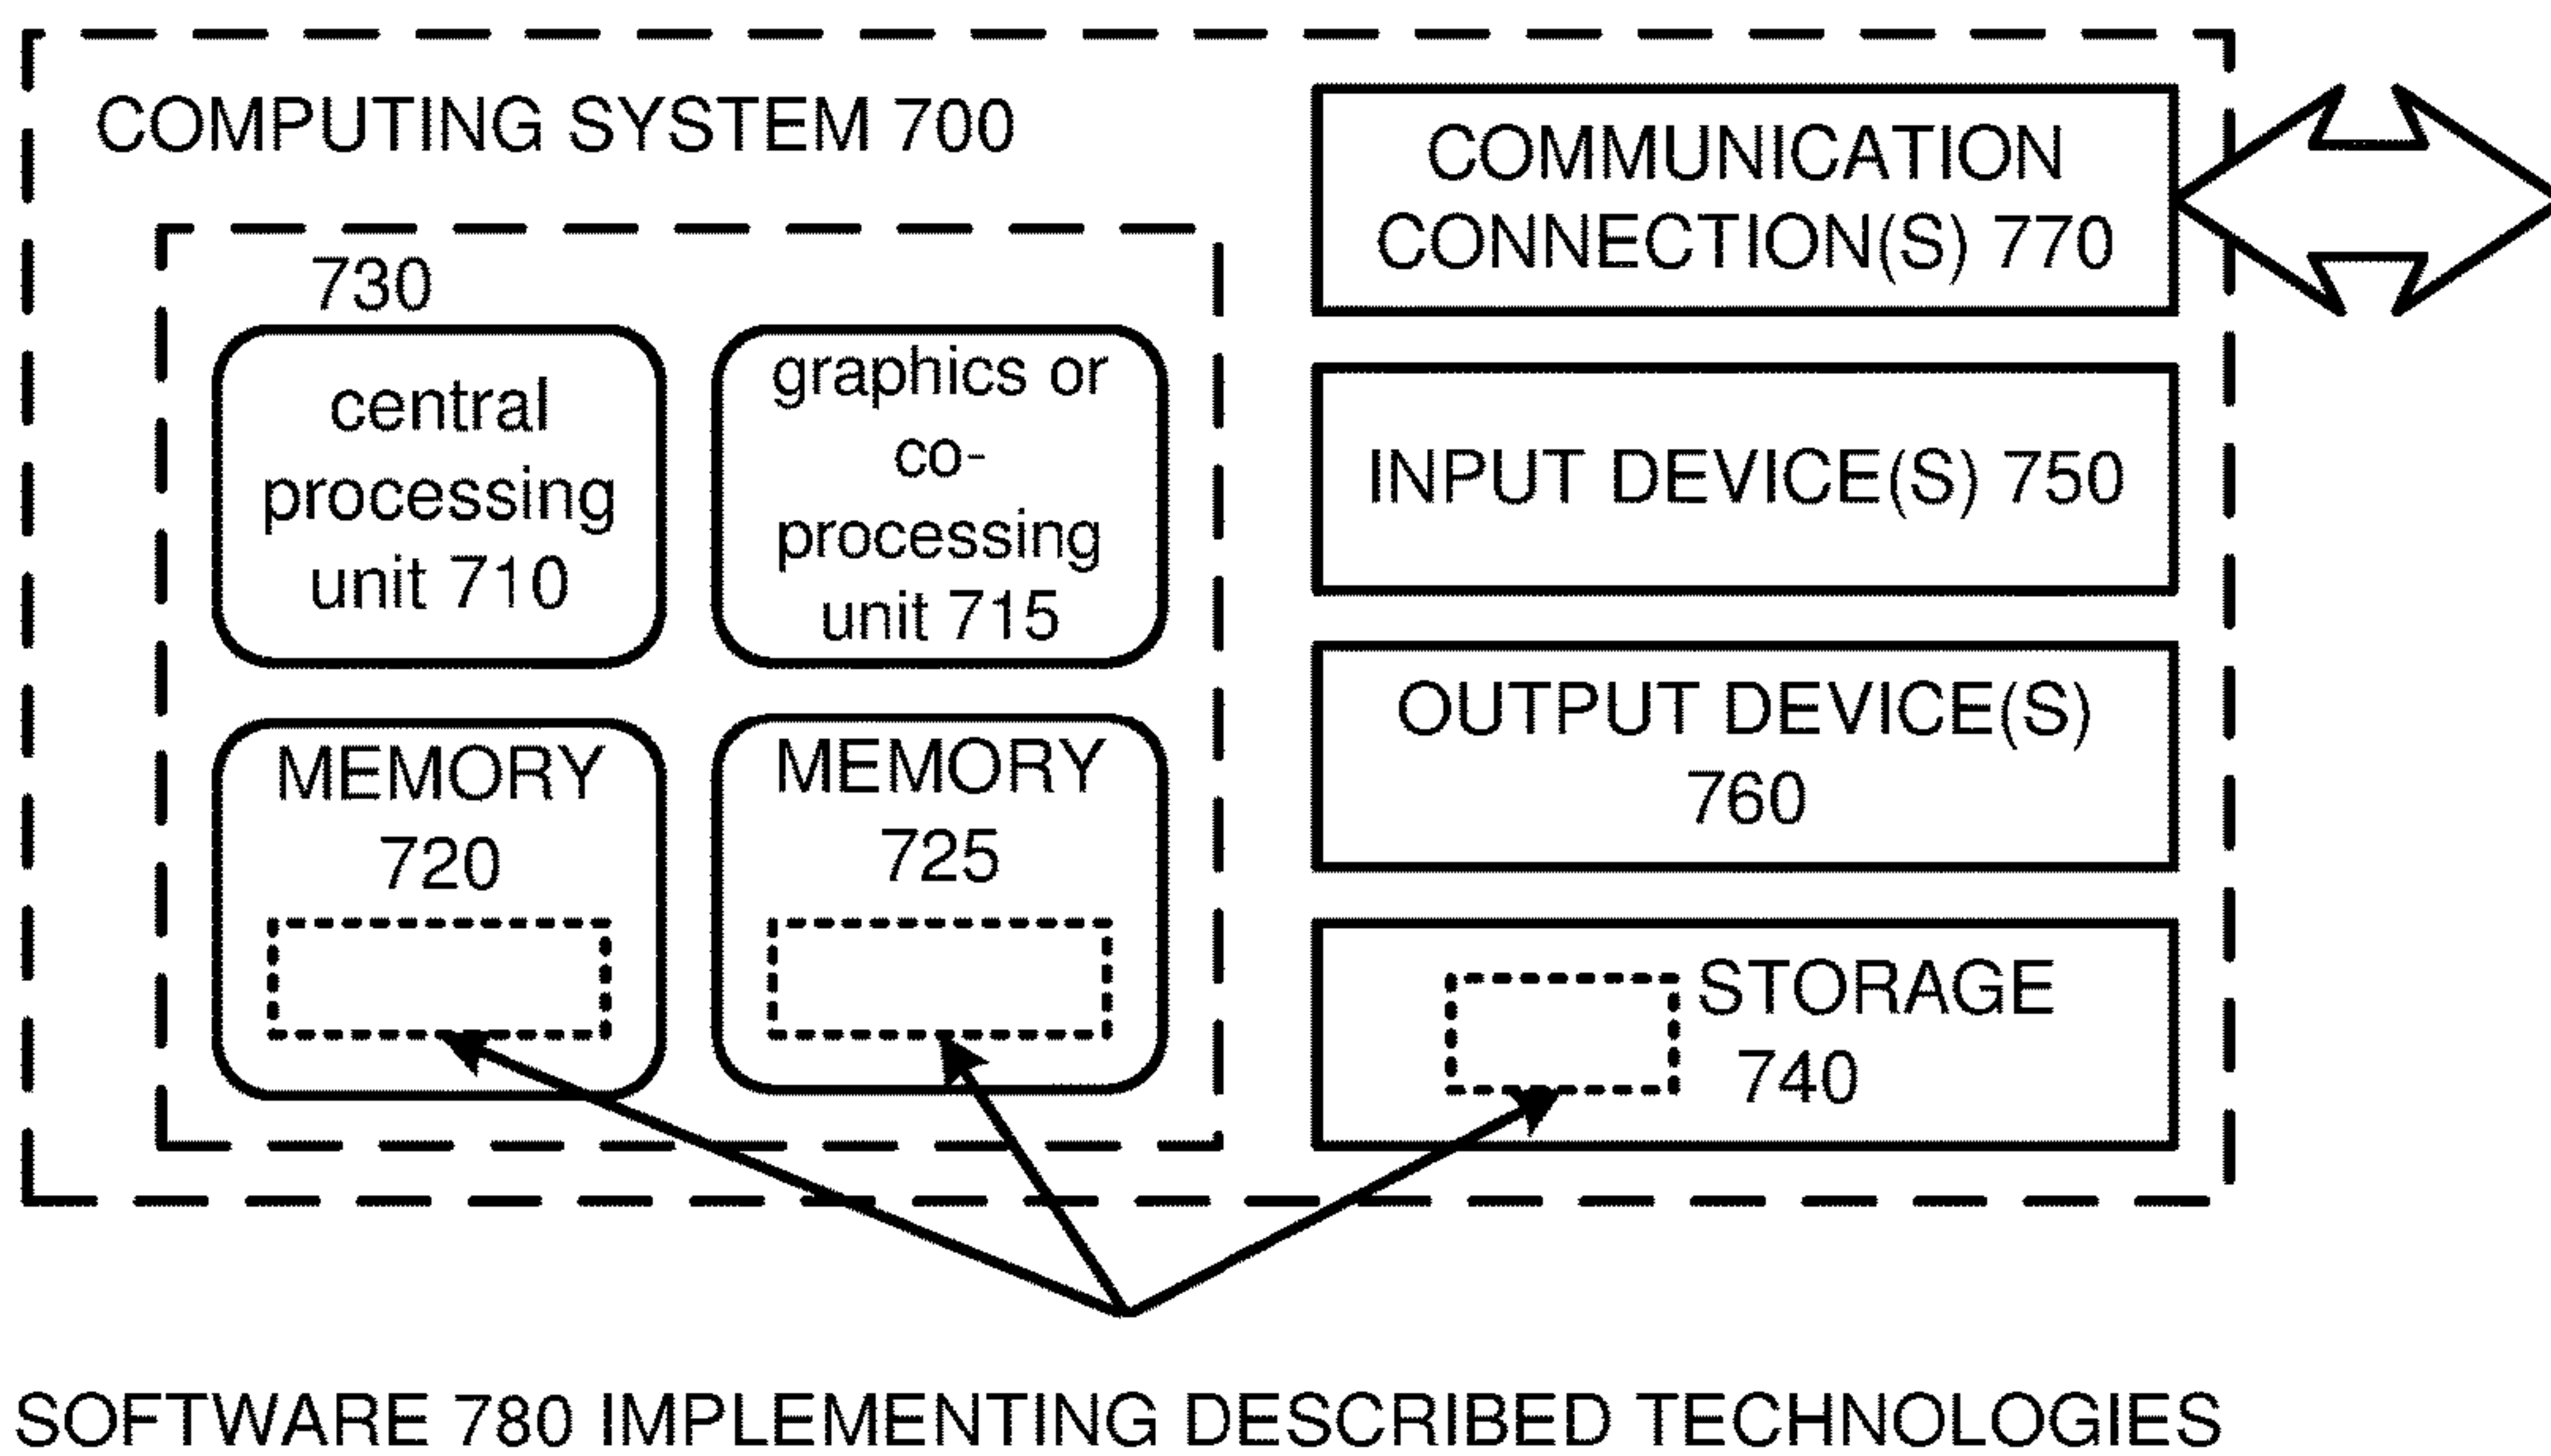 COMPUTING SYSTEM 700
730
central
processing
unit 710
graphics or
co-
processing
unit 715
MEMORY
720
MEMORY
725
COMMUNICATION
CONNECTION(S) 770
INPUT DEVICE(S) 750
OUTPUT DEVICE(S)
760
STORAGE
740
SOFTWARE 780 IMPLEMENTING DESCRIBED TECHNOLOGIES